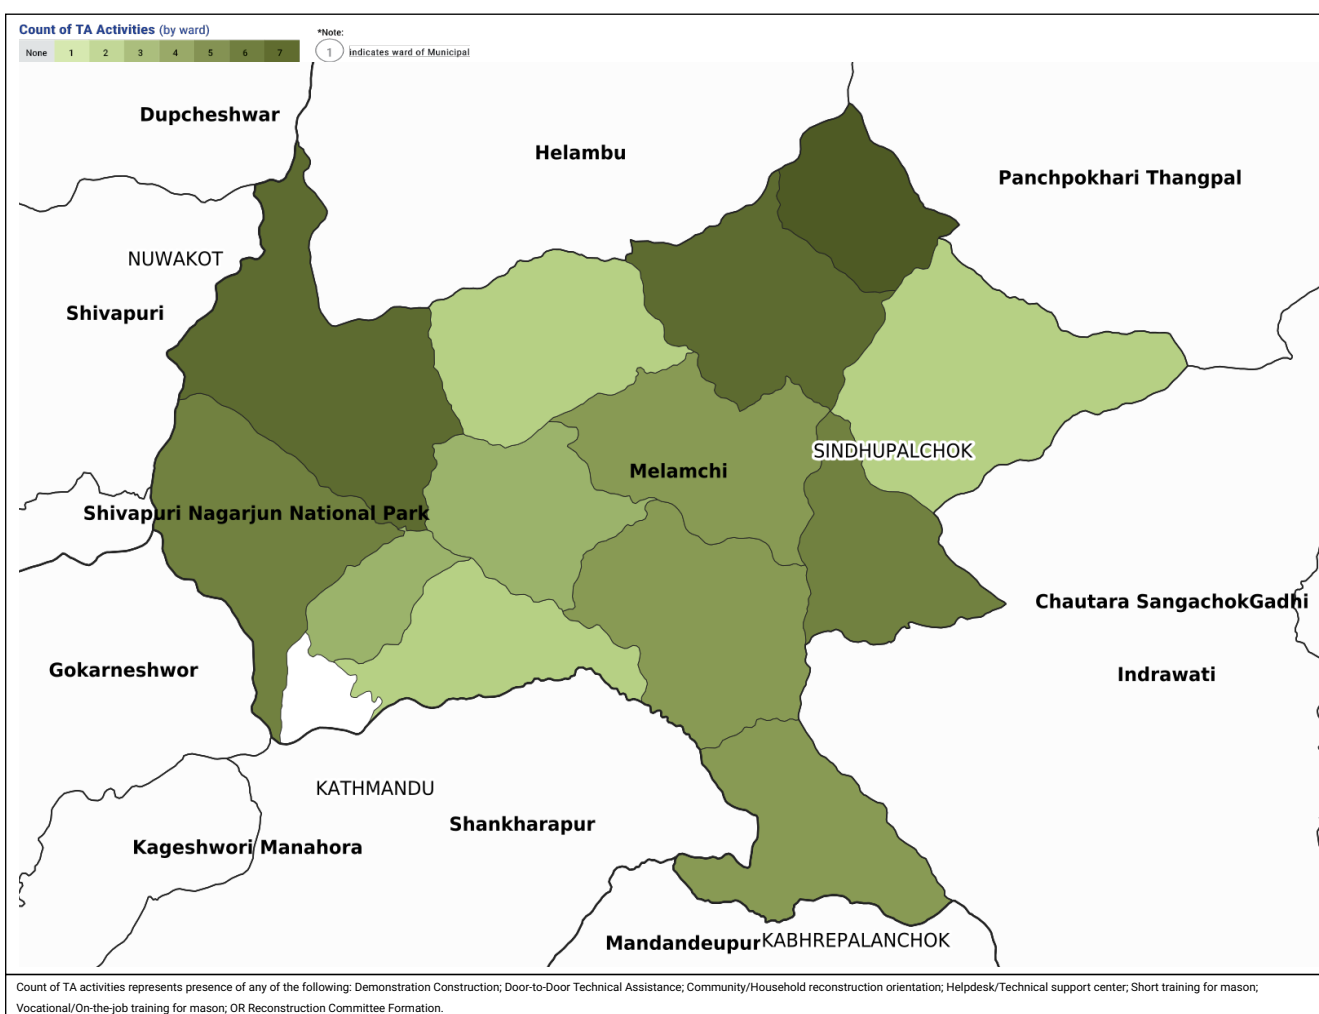 Count of TA Activities (by ward)
None 1 2 3 4 5 6 7
*Note:
1 indicates ward of Municipal
Dupcheshwar
Helambu
Panchpokhari Thangpal
NUWAKOT
Shivapuri
SINDHUPALCHOK
Melamchi
Shivapuri Nagarjun National Park
Chautara SangachokGadhi
Gokarneshwor
Indrawati
KATHMANDU
Shankharapur
Kageshwori Manahora
Mandandeupur KABHREPALANCHOK
Count of TA activities represents presence of any of the following: Demonstration Construction; Door-to-Door Technical Assistance; Community/Household reconstruction orientation; Helpdesk/Technical support center; Short training for mason;
Vocational/On-the-job training for mason; OR Reconstruction Committee Formation.